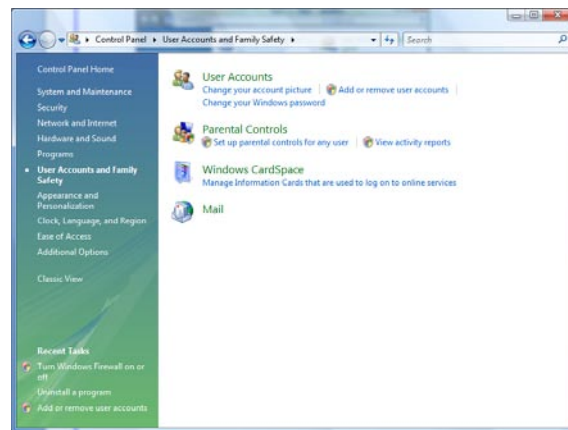 Control Panel ▸ User Accounts and Family Safety ▸
Search
Control Panel Home
System and Maintenance
Security
Network and Internet
Hardware and Sound
Programs
User Accounts and Family
Safety
Appearance and
Personalization
Clock, Language, and Region
Ease of Access
Additional Options
Classic View
Recent Tasks
Turn Windows Firewall on or
off
Uninstall a program
Add or remove user accounts
User Accounts
Change your account picture | Add or remove user accounts |
Change your Windows password
Parental Controls
Set up parental controls for any user | View activity reports
Windows CardSpace
Manage Information Cards that are used to log on to online services
Mail